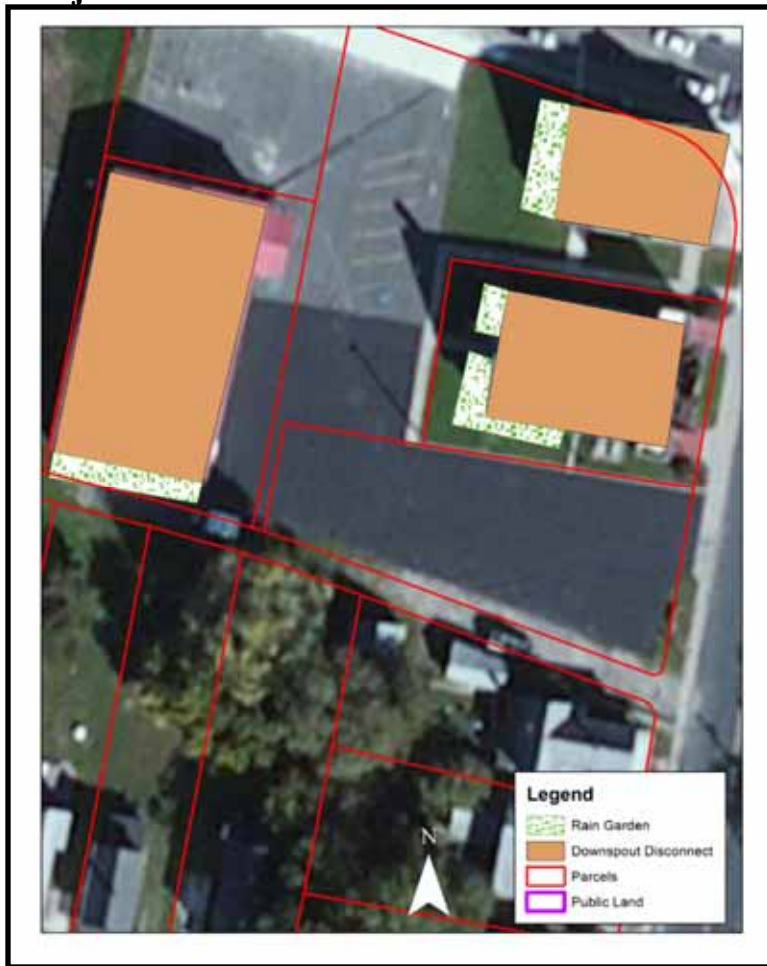 N
Legend
Rain Garden
Downspout Disconnect
Parcels
Public Land